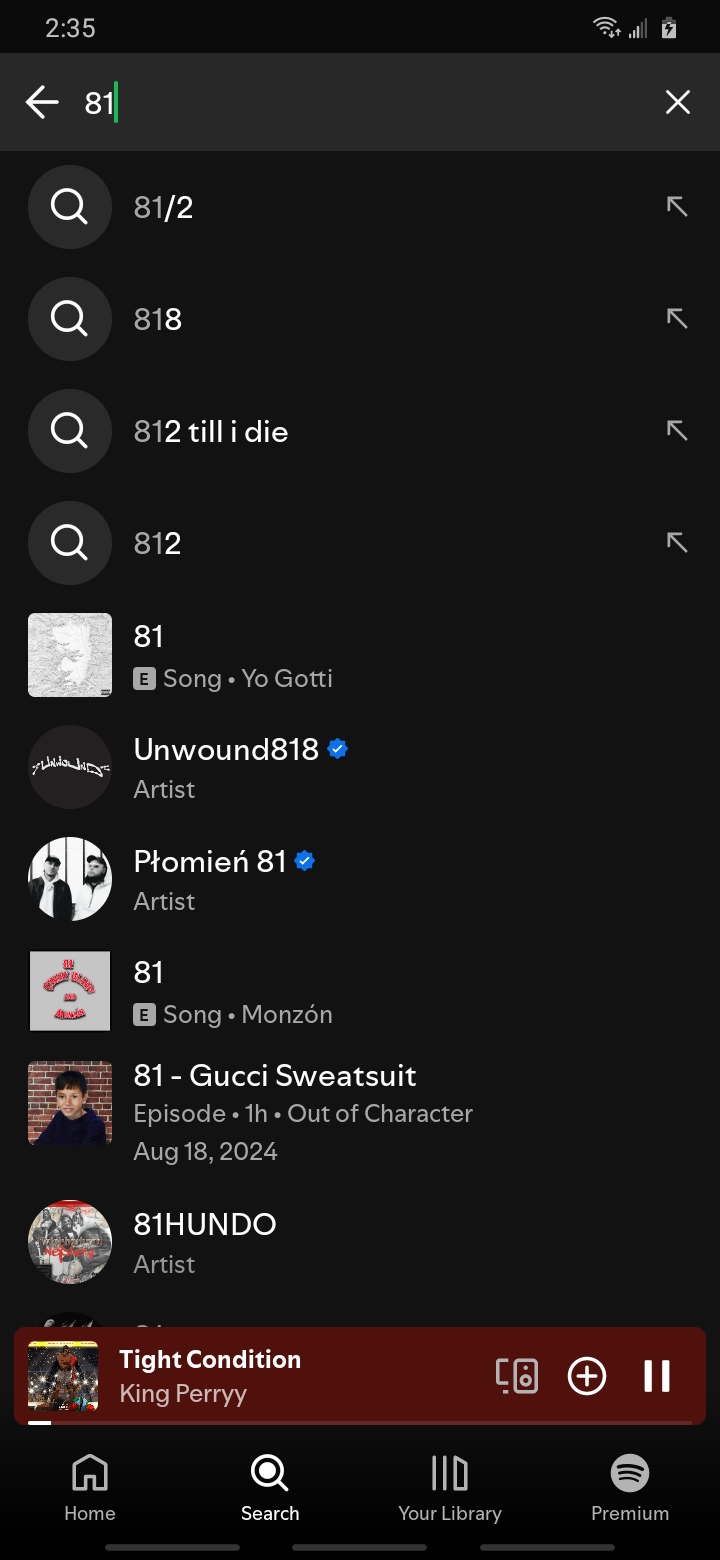 2:35
81
81/2
818
812 till i die
812
81
E Song • Yo Gotti
UNWOUND
Unwound818
Artist
Płomień 81
Artist
81
E Song • Monzón
81 - Gucci Sweatsuit
Episode • 1h • Out of Character
Aug 18, 2024
81HUNDO
Artist
Tight Condition
King Perryy
Home
Search
Your Library
Premium